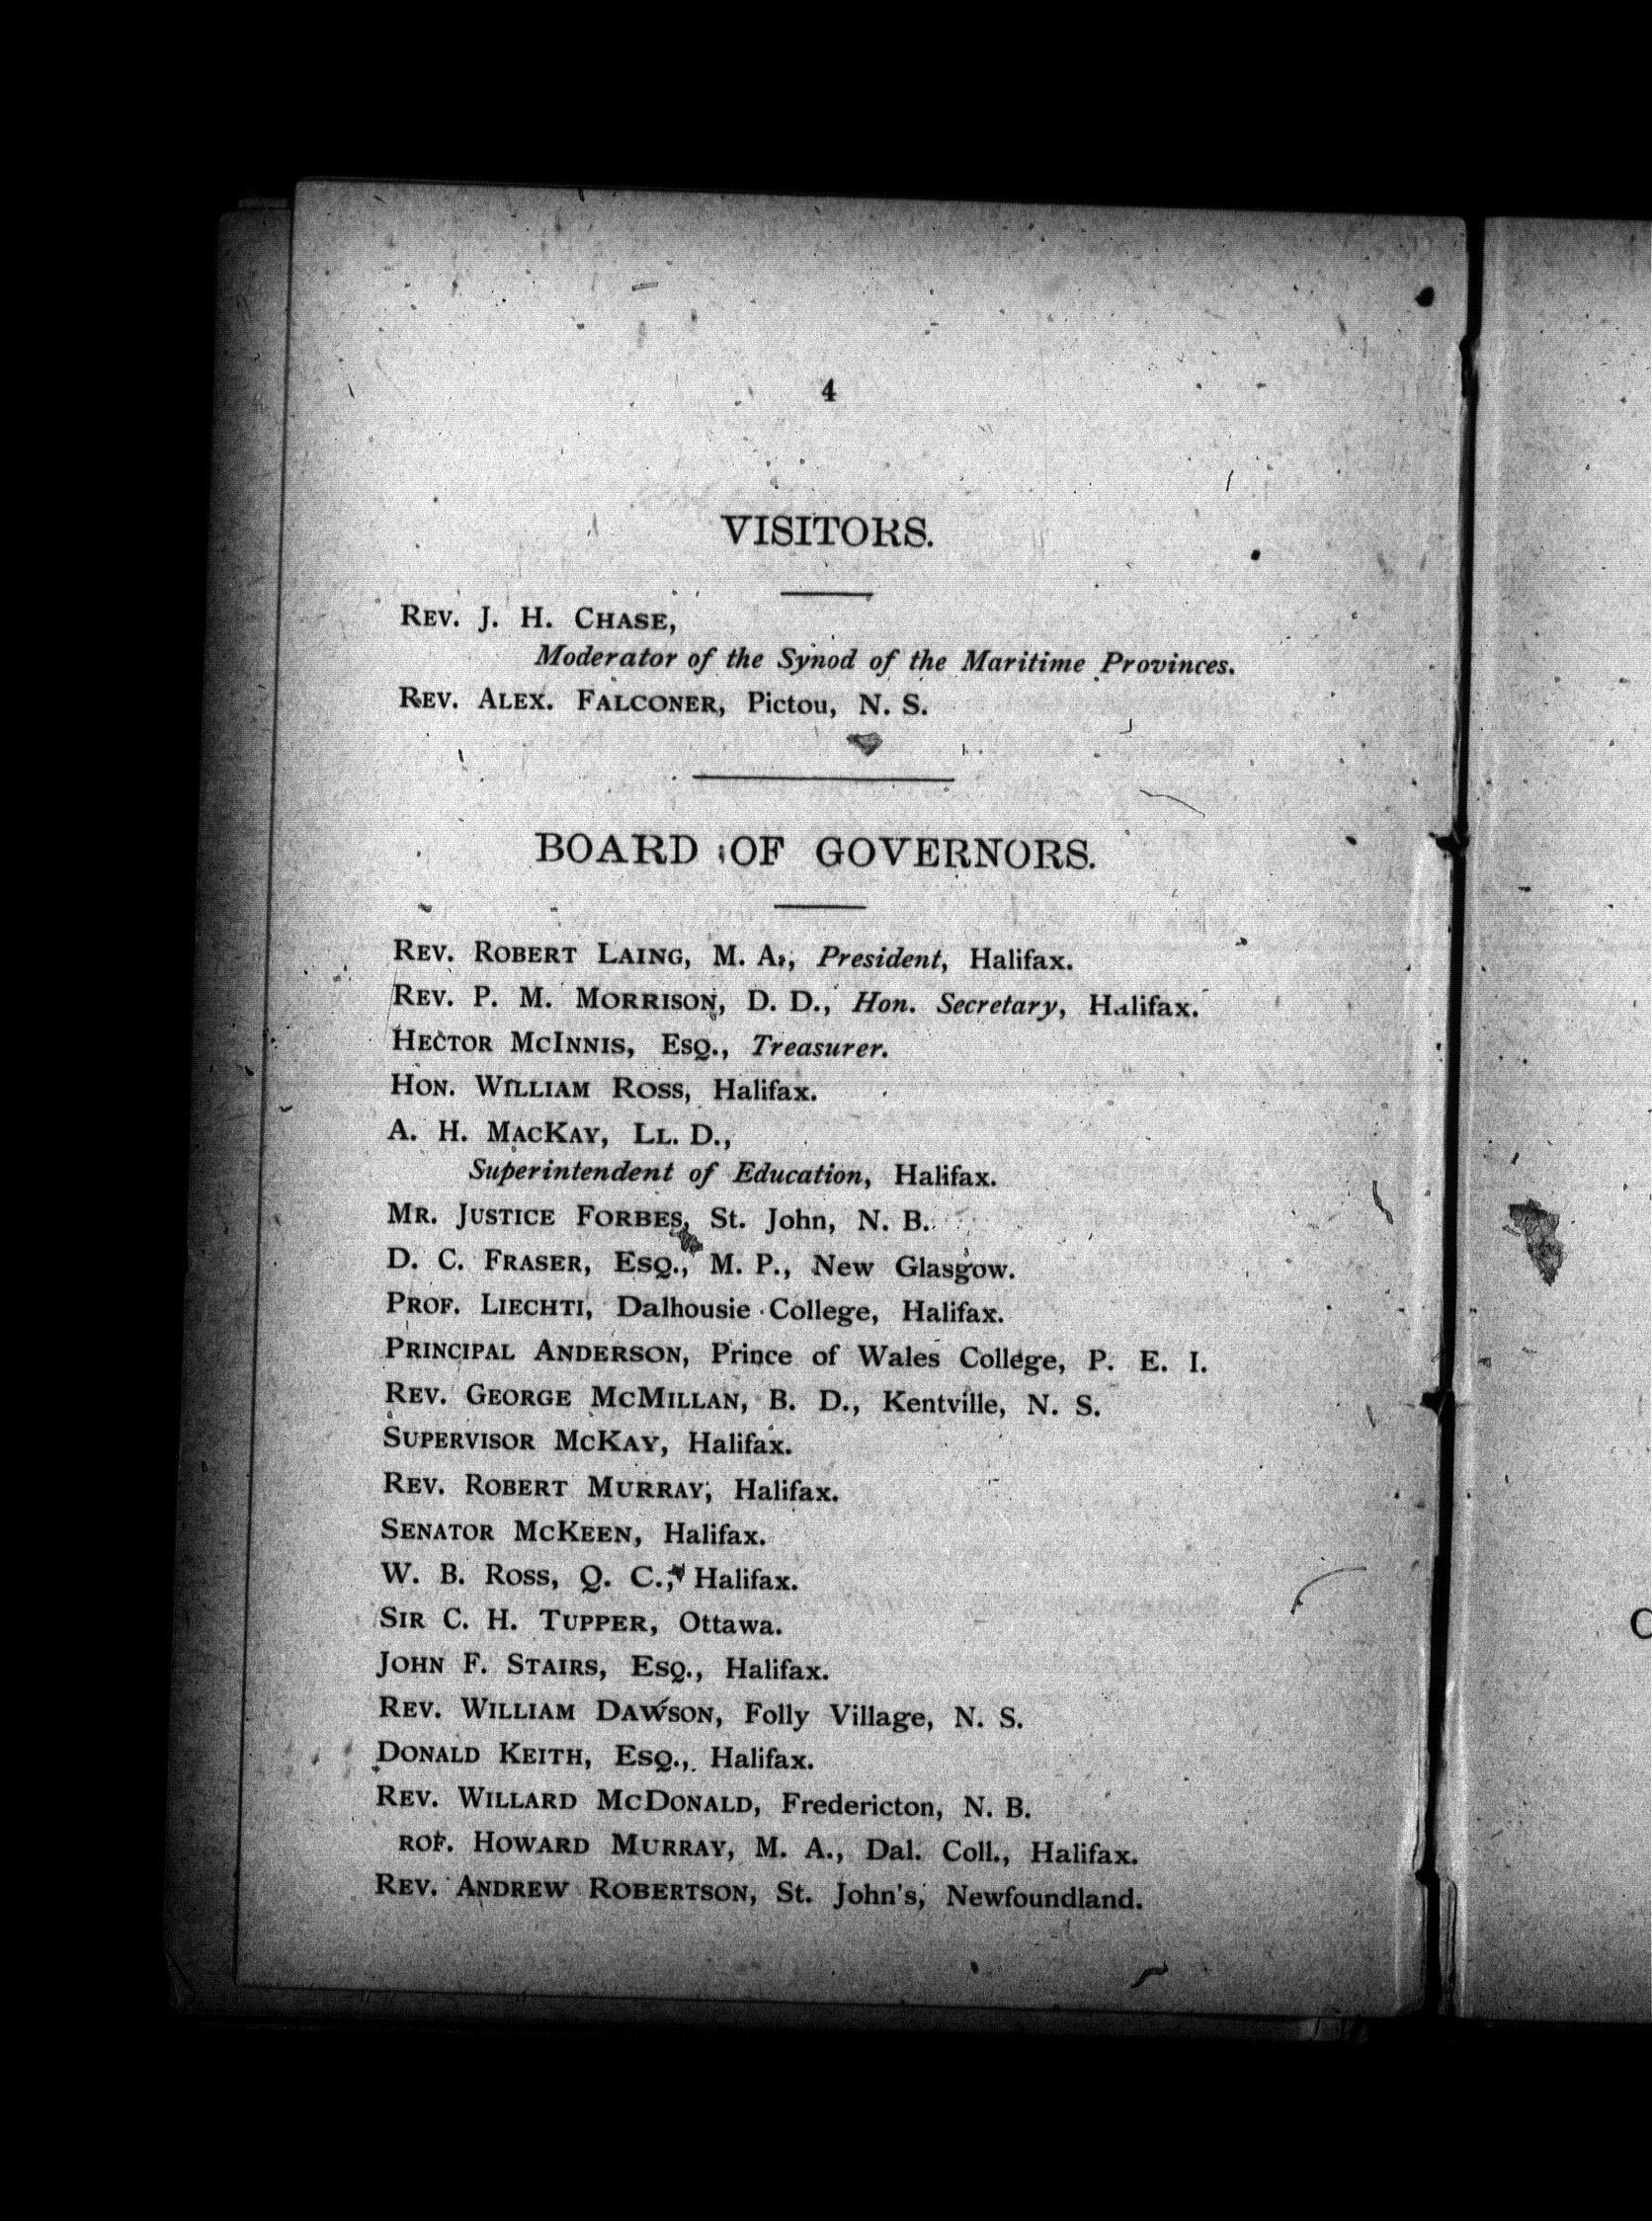 4
VISITORS.
REV. J. H. CHASE,
Moderator of the Synod of the Maritime Provinces.
REV. ALEX. FALCONER, Pictou, N. S.
BOARD OF GOVERNORS.
REV. ROBERT LAING, M. A., President, Halifax.
REV. P. M. MORRISON, D. D., Hon. Secretary, Halifax.
HECTOR MCINNIS, ESQ., Treasurer.
HON. WILLIAM ROSS, Halifax.
A. H. MACKAY, LL. D.,
Superintendent of Education, Halifax.
MR. JUSTICE FORBES, St. John, N. B.
D. C. FRASER, ESQ., M. P., New Glasgow.
PROF. LIECHTI, Dalhousie College, Halifax.
PRINCIPAL ANDERSON, Prince of Wales College, P. E. I.
REV. GEORGE MCMILLAN, B. D., Kentville, N. S.
SUPERVISOR MCKAY, Halifax.
REV. ROBERT MURRAY, Halifax.
SENATOR MCKEEN, Halifax.
W. B. Ross, Q. C., Halifax.
SIR C. H. TUPPER, Ottawa.
JOHN F. STAIRS, ESQ., Halifax.
REV. WILLIAM DAWSON, Folly Village, N. S.
DONALD KEITH, ESQ., Halifax.
REV. WILLARD MCDONALD, Fredericton, N. B.
ROF. HOWARD MURRAY, M. A., Dal. Coll., Halifax.
REV. ANDREW ROBERTSON, St. John's, Newfoundland.